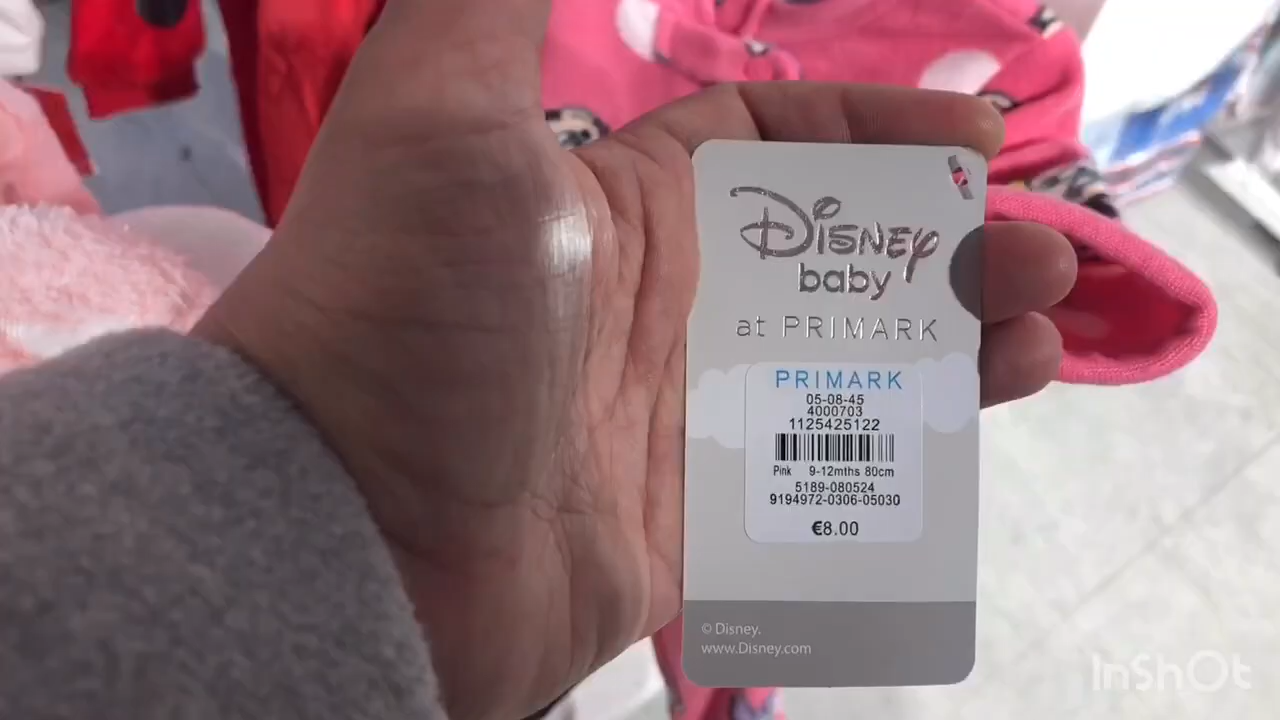 Disney
baby
at PRIMARK
PRIMARK
05-08-45
4000703
1125425122
Pink 9-12mths 80cm
5189-080524
9194972-0306-05030
€8.00
© Disney.
www.Disney.com
InShOt